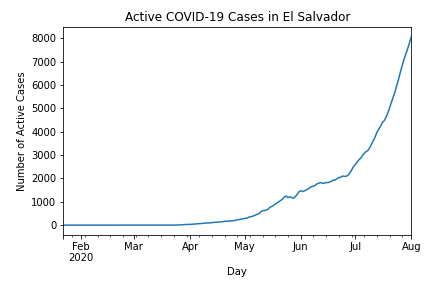 Active COVID-19 Cases in El Salvador
Number of Active Cases
8000
7000
6000
5000
4000
3000
2000
1000
0
Feb Mar Apr May Jun Jul Aug
2020
Day